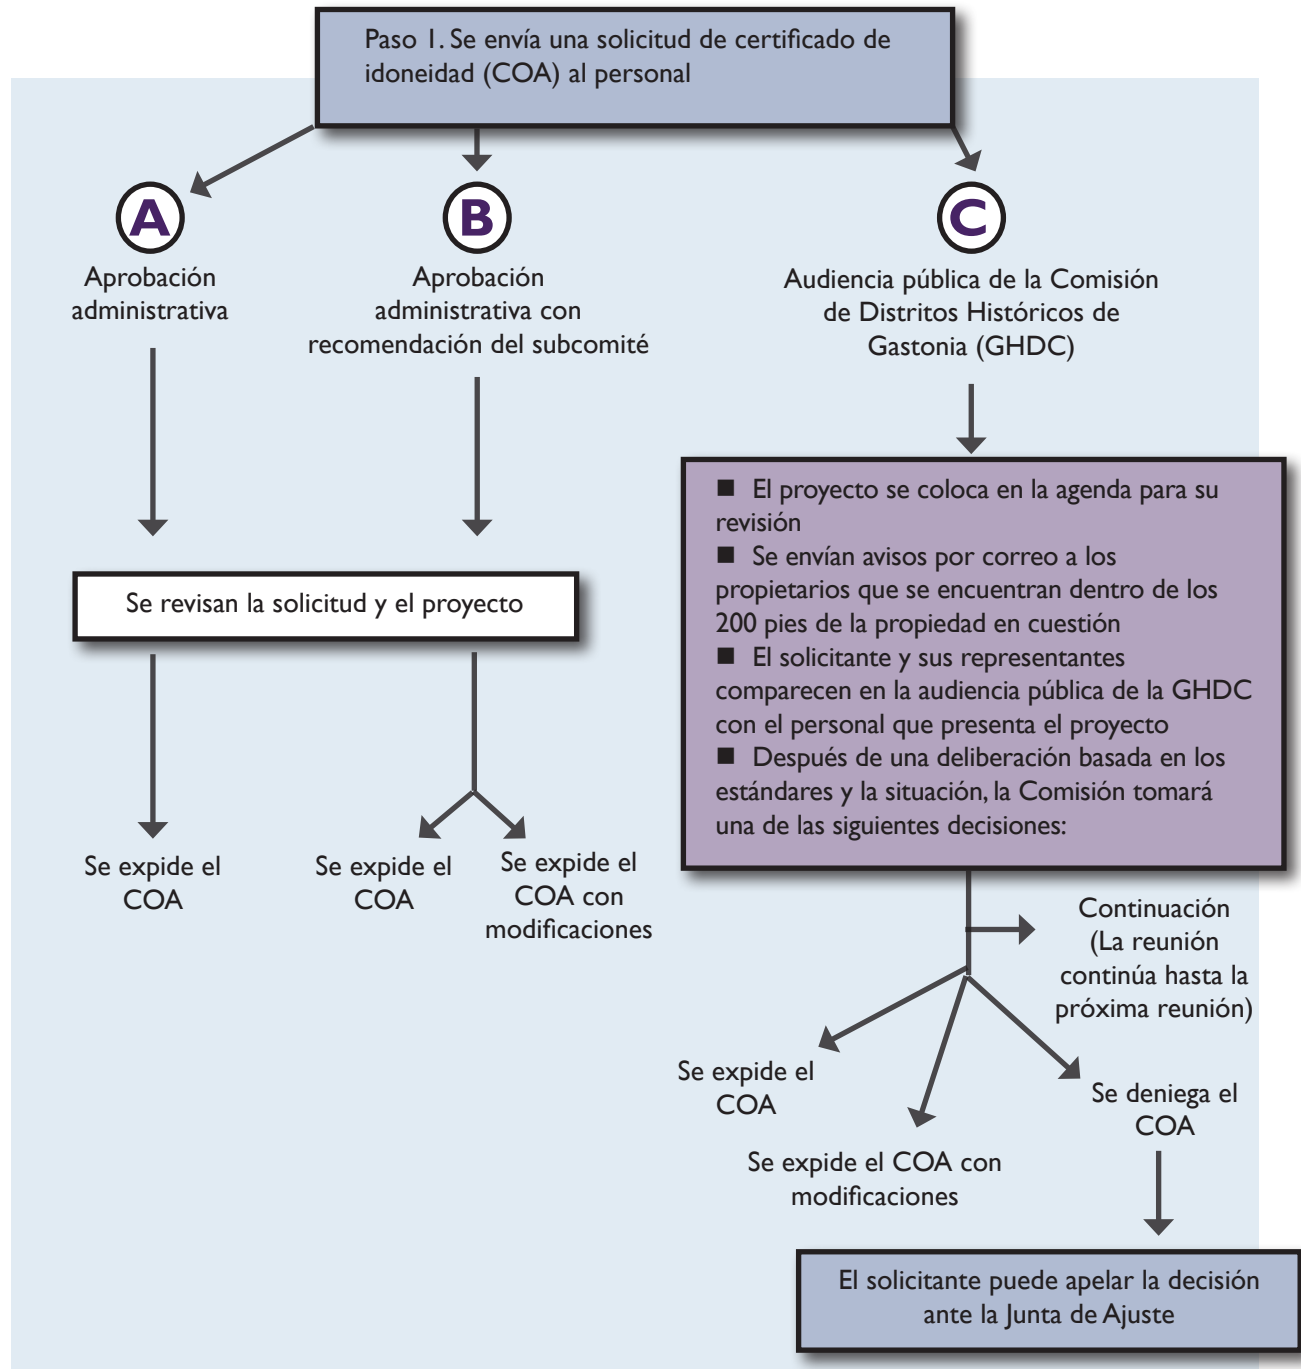 Paso 1. Se envía una solicitud de certificado de
idoneidad (COA) al personal
A
Aprobación
administrativa
B
Aprobación
administrativa con
recomendación del subcomité
C
Audiencia pública de la Comisión
de Distritos Históricos de
Gastonia (GHDC)
Se revisan la solicitud y el proyecto
Se expide el
COA
Se expide el
COA
Se expide el
COA con
modificaciones
■ El proyecto se coloca en la agenda para su
revisión
■ Se envían avisos por correo a los
propietarios que se encuentran dentro de los
200 pies de la propiedad en cuestión
■ El solicitante y sus representantes
comparecen en la audiencia pública de la GHDC
con el personal que presenta el proyecto
■ Después de una deliberación basada en los
estándares y la situación, la Comisión tomará
una de las siguientes decisiones:
Continuación
(La reunión
continúa hasta la
próxima reunión)
Se expide el
COA
Se expide el COA con
modificaciones
Se deniega el
COA
El solicitante puede apelar la decisión
ante la Junta de Ajuste